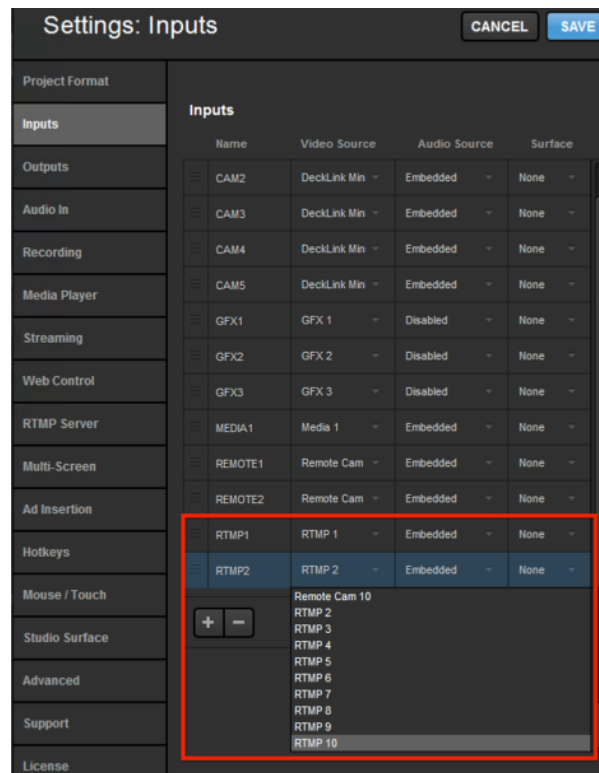 Settings: Inputs
CANCEL
SAVE
Project Format
Inputs
Outputs
Audio In
Recording
Media Player
Streaming
Web Control
RTMP Server
Multi-Screen
Ad Insertion
Hotkeys
Mouse / Touch
Studio Surface
Advanced
Support
License
Inputs
Name Video Source Audio Source Surface
CAM2 DeckLink Min Embedded None
CAM3 DeckLink Min Embedded None
CAM4 DeckLink Min Embedded None
CAM5 DeckLink Min Embedded None
GFX1 GFX 1 Disabled None
GFX2 GFX 2 Disabled None
GFX3 GFX 3 Disabled None
MEDIA1 Media 1 Embedded None
REMOTE1 Remote Cam Embedded None
REMOTE2 Remote Cam Embedded None
RTMP1 RTMP 1 Embedded None
RTMP2 RTMP 2 Embedded None
+ −
Remote Cam 10
RTMP 2
RTMP 3
RTMP 4
RTMP 5
RTMP 6
RTMP 7
RTMP 8
RTMP 9
RTMP 10